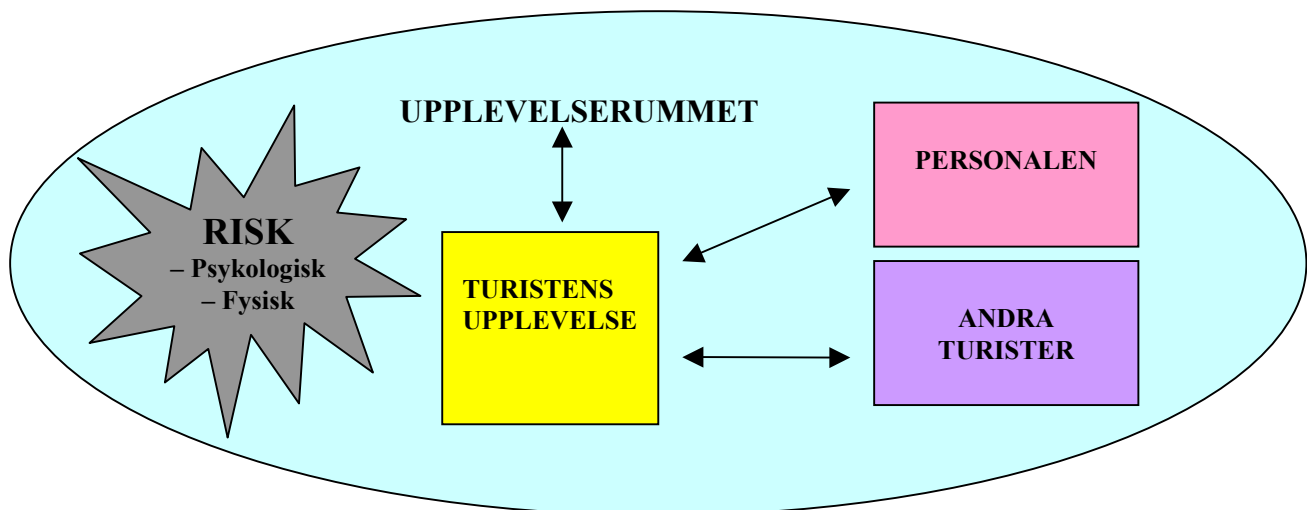 UPPLEVELSERUMMET
RISK
– Psykologisk
– Fysisk
TURISTENS
UPPLEVELSE
PERSONALEN
ANDRA
TURISTER